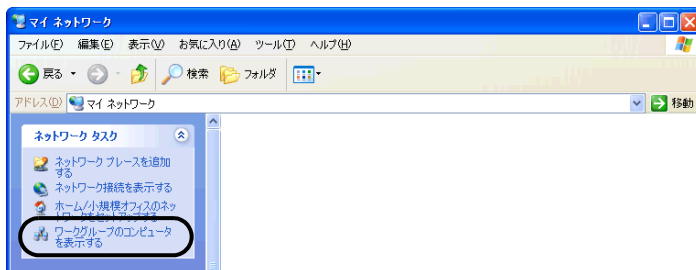 マイ ネットワーク
ファイル(F) 編集(E) 表示(V) お気に入り(A) ツール(T) ヘルプ(H)
戻る 検索 フォルダ
アドレス(D) マイ ネットワーク 移動
ネットワーク タスク
ネットワーク プレースを追加
する
ネットワーク接続を表示する
ホーム/小規模オフィスのネッ
トワークをセットアップする
ワークグループのコンピュータ
を表示する